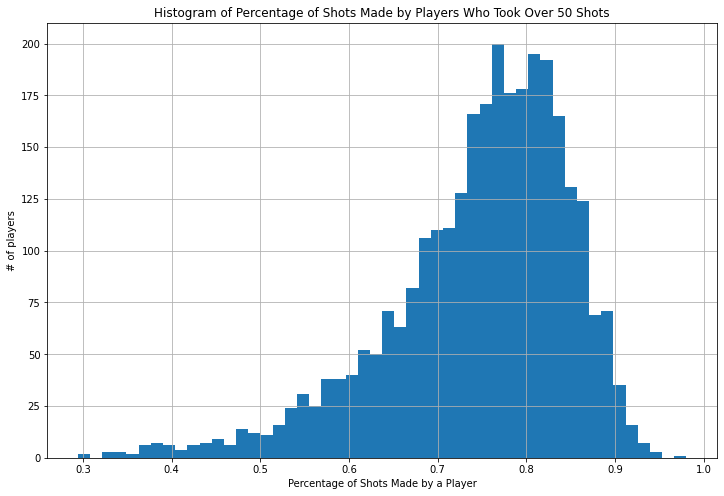 Histogram of Percentage of Shots Made by Players Who Took Over 50 Shots
200
175
150
125
100
75
50
25
0
# of players
0.3 0.4 0.5 0.6 0.7 0.8 0.9 1.0
Percentage of Shots Made by a Player